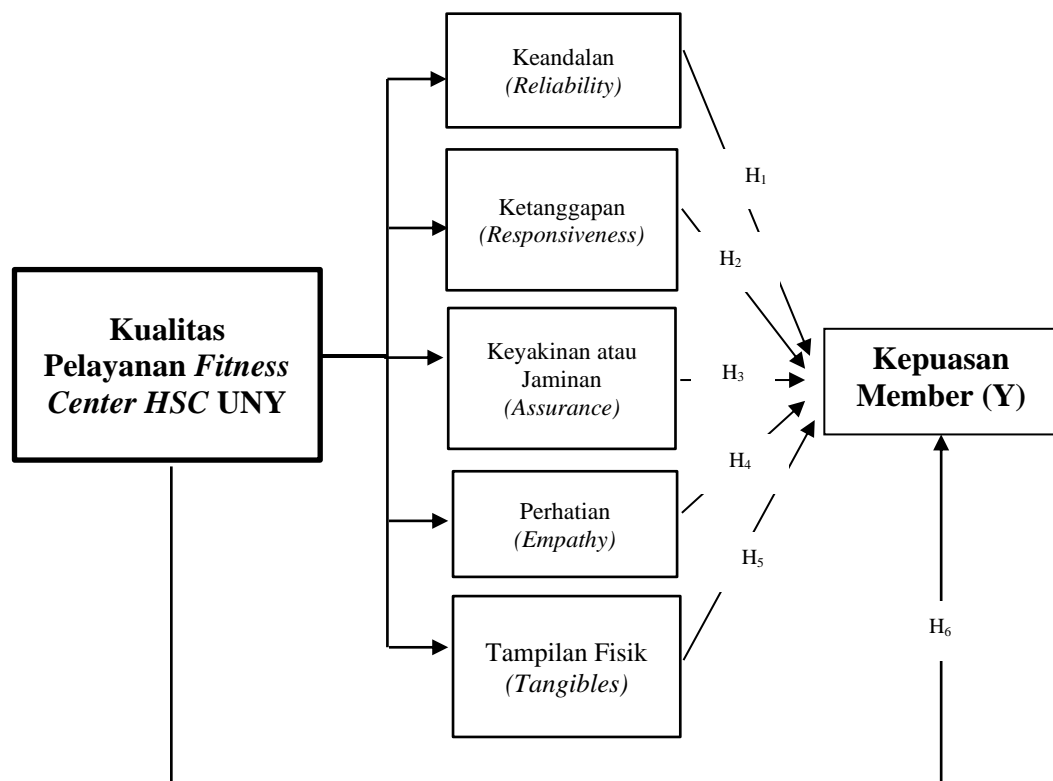 Keandalan
(Reliability)
H₁
Ketanggapan
(Responsiveness)
H₂
Kualitas
Pelayanan Fitness
Center HSC UNY
Keyakinan atau
Jaminan
(Assurance)
H₃
Kepuasan
Member (Y)
H₄
Perhatian
(Empathy)
H₅
Tampilan Fisik
(Tangibles)
H₆